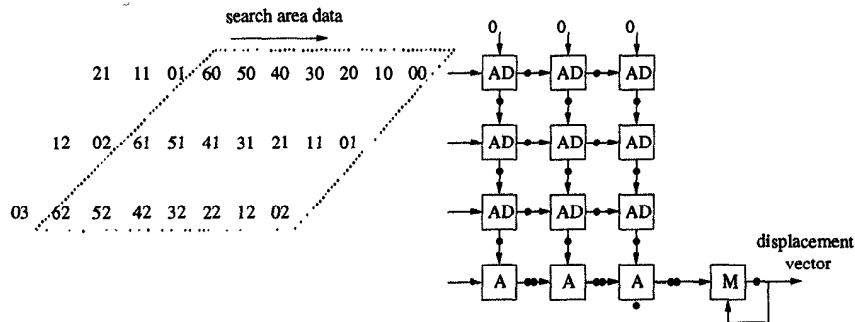 search area data
0 0 0
21 11 01 60 50 40 30 20 10 00 AD AD AD
12 02 61 51 41 31 21 11 01 AD AD AD
03 62 52 42 32 22 12 02 AD AD AD
displacement
vector
A A A M